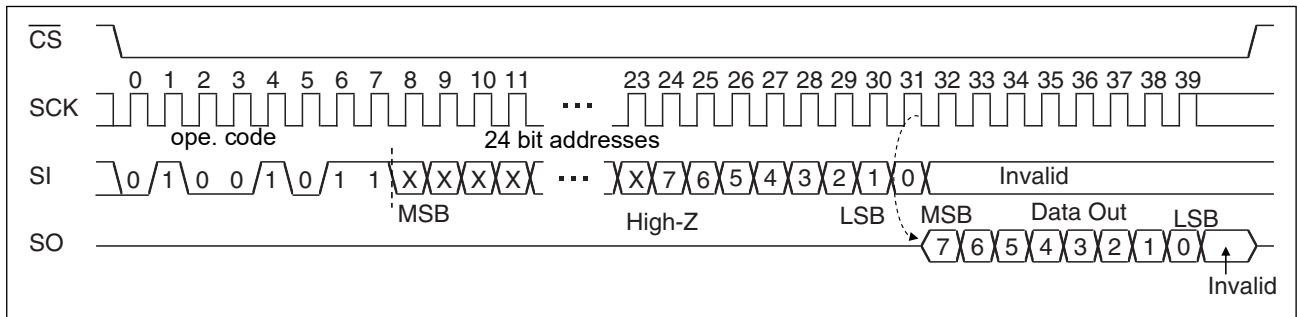 CS
0 1 2 3 4 5 6 7 8 9 10 11 23 24 25 26 27 28 29 30 31 32 33 34 35 36 37 38 39
SCK ...
ope. code 24 bit addresses
SI 0 1 0 0 1 0 1 1 X X X X ... X 7 6 5 4 3 2 1 0 Invalid
MSB High-Z LSB MSB Data Out LSB
SO 7 6 5 4 3 2 1 0
Invalid